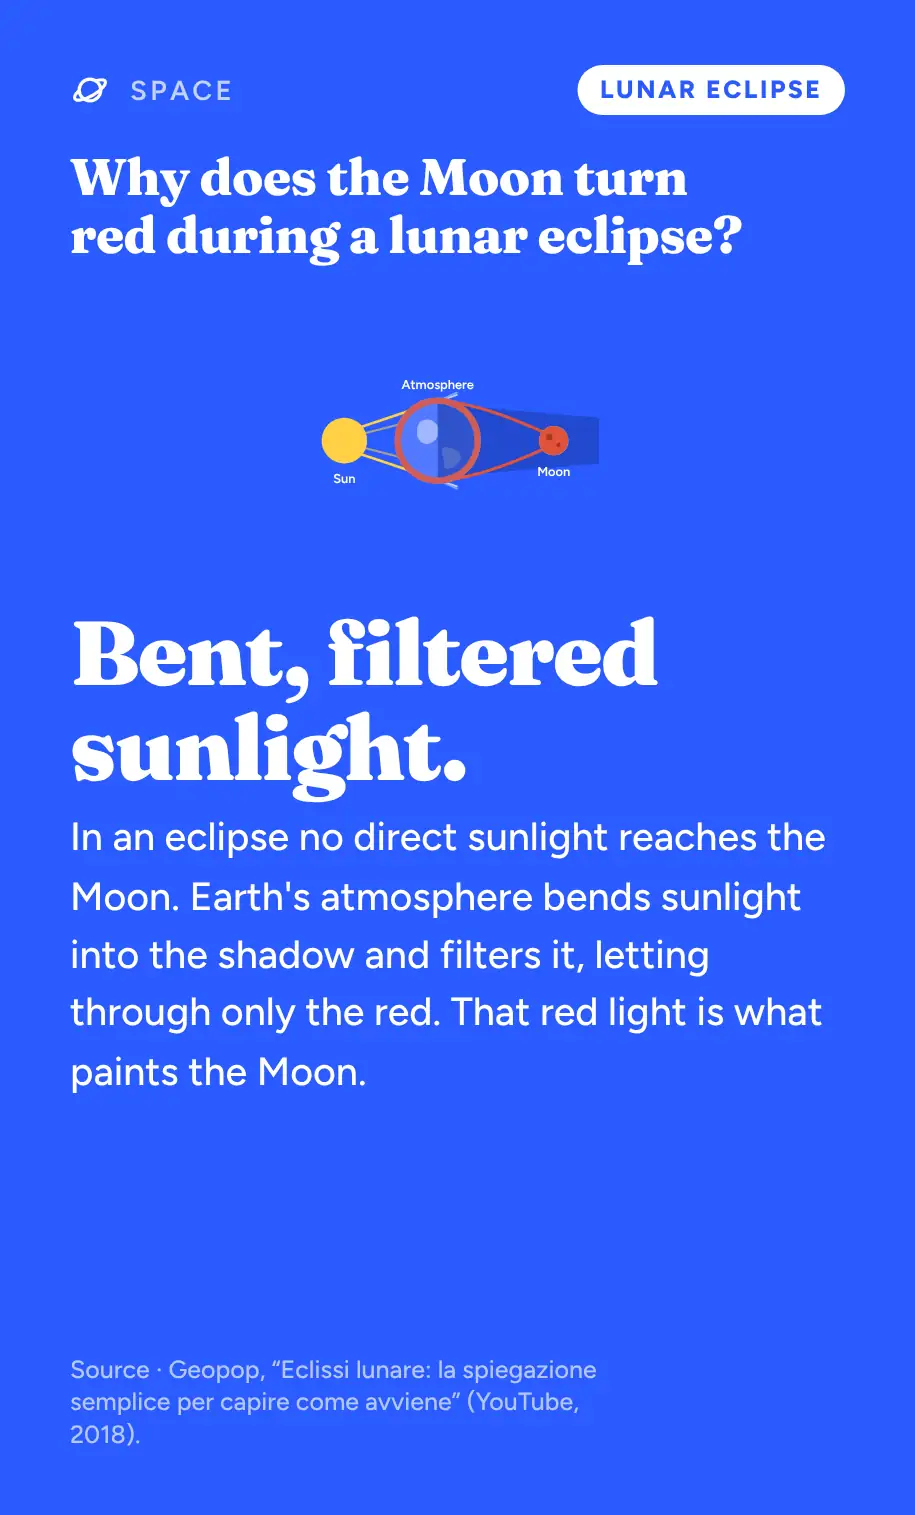 SPACE
LUNAR ECLIPSE
Why does the Moon turn
red during a lunar eclipse?
Atmosphere
Sun
Moon
Bent, filtered
sunlight.
In an eclipse no direct sunlight reaches the
Moon. Earth's atmosphere bends sunlight
into the shadow and filters it, letting
through only the red. That red light is what
paints the Moon.
Source · Geopop, “Eclissi lunare: la spiegazione
semplice per capire come avviene” (YouTube,
2018).